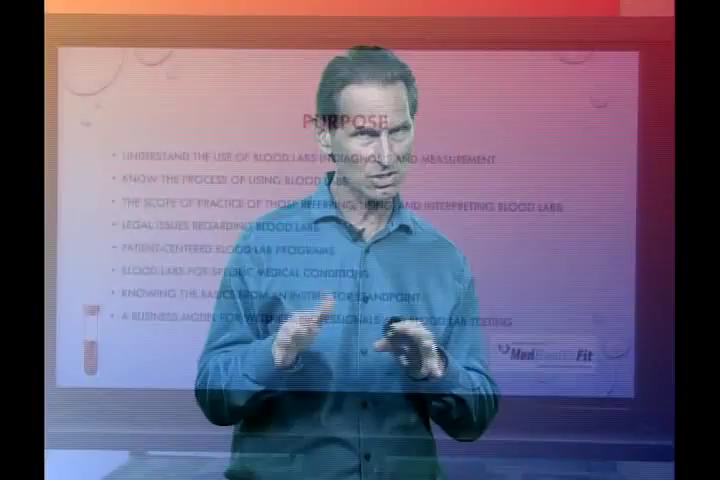 PURPOSE
• UNDERSTAND THE USE OF BLOOD LABS IN DIAGNOSIS AND MEASUREMENT
• KNOW THE PROCESS OF USING BLOOD LABS
• THE SCOPE OF PRACTICE OF THOSE REFERRING, USING, AND INTERPRETING BLOOD LABS
• LEGAL ISSUES REGARDING BLOOD LABS
• PATIENT-CENTERED BLOOD LAB PROGRAMS
• BLOOD LABS FOR SPECIFIC MEDICAL CONDITIONS
• KNOWING THE BASICS FROM AN INSTRUCTOR STANDPOINT
• A BUSINESS MODEL FOR PROFESSIONALS LAB TESTING
MedHealthFit